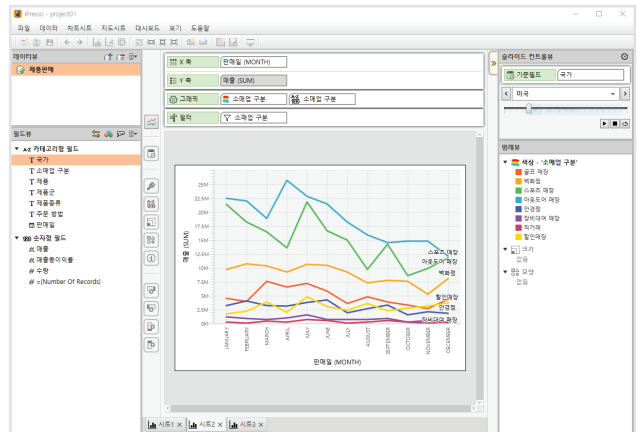 iPresso - project01
파일 데이터 차트시트 지도시트 대시보드 보기 도움말
데이터뷰
제품판매
필드뷰
A-Z 카테고리형 필드
T 국가
T 소매업 구분
T 제품
T 제품군
T 제품종류
T 주문 방법
판매일
숫자형 필드
매출
매출총이익률
# 수량
# =(Number Of Records)
X 축 판매일 (MONTH)
Y 축 매출 (SUM)
그래픽 소매업 구분 소매업 구분
필터 소매업 구분
매출 (SUM)
25M
22.5M
20M
17.5M
15M
12.5M
10M
7.5M
5M
2.5M
0M
스포츠 매장
아웃도어 매장
백화점
할인매장
안경점
장비대여 매장
JANUARY
FEBRUARY
MARCH
APRIL
MAY
JUNE
JULY
AUGUST
SEPTEMBER
OCTOBER
NOVEMBER
DECEMBER
판매일 (MONTH)
시트1 × 시트2 × 시트3 ×
슬라이드 컨트롤뷰
기준필드 국가
미국
범례뷰
색상 - '소매업 구분'
골프 매장
백화점
스포츠 매장
아웃도어 매장
안경점
장비대여 매장
직거래
할인매장
크기
없음
모양
없음